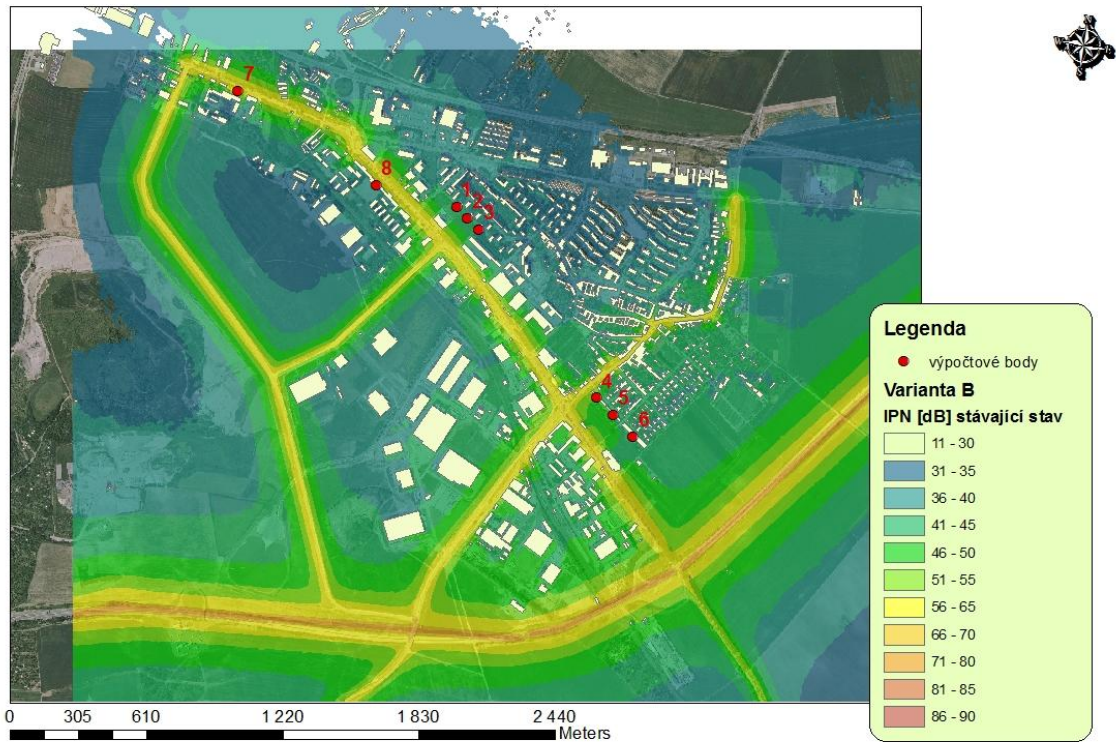 7
8
1
2
3
4
5
6
Legenda
výpočtové body
Varianta B
IPN [dB] stávající stav
11 - 30
31 - 35
36 - 40
41 - 45
46 - 50
51 - 55
56 - 65
66 - 70
71 - 80
81 - 85
86 - 90
0 305 610 1 220 1 830 2 440
Meters